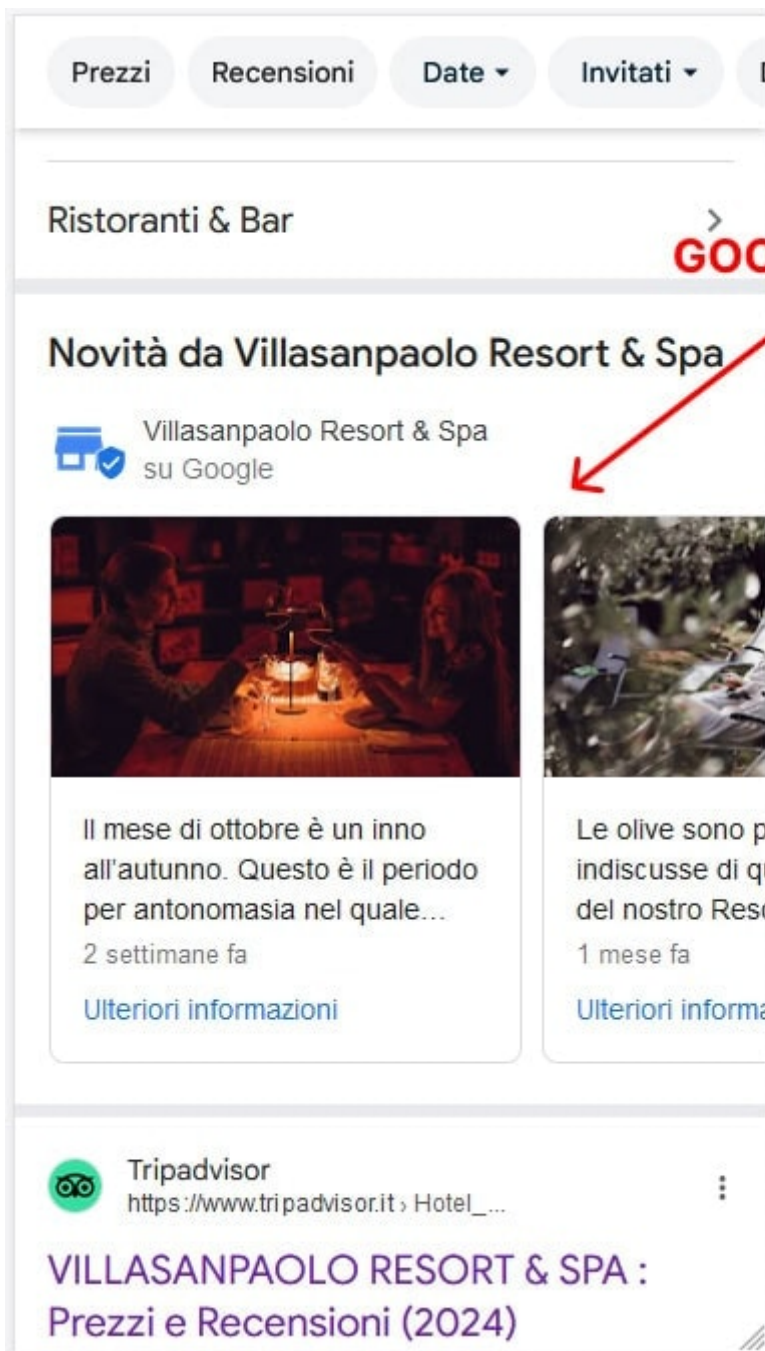 Prezzi
Recensioni
Date
Invitati
Ristoranti & Bar
Novità da Villasanpaolo Resort & Spa
Villasanpaolo Resort & Spa
su Google
Il mese di ottobre è un inno
all'autunno. Questo è il periodo
per antonomasia nel quale...
2 settimane fa
Ulteriori informazioni
Le olive sono
indiscusse di
del nostro
1 mese fa
Ulteriori
Tripadvisor
https://www.tripadvisor.it › Hotel_...
VILLASANPAOLO RESORT & SPA :
Prezzi e Recensioni (2024)